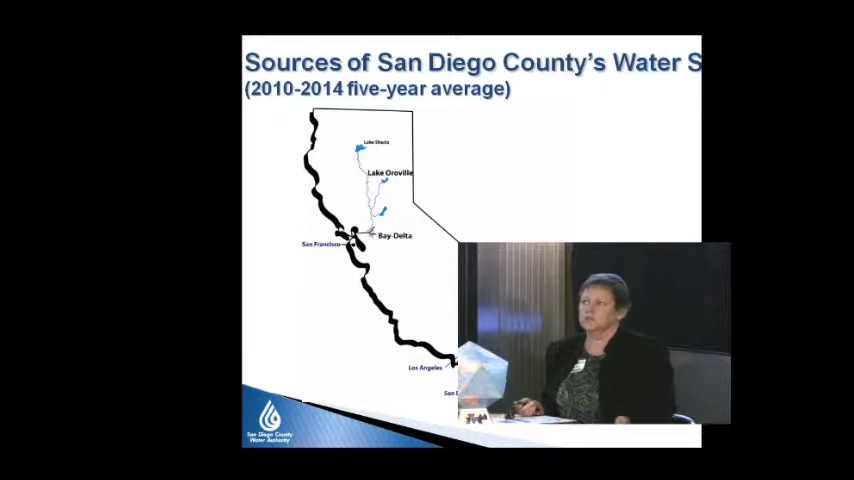 Sources of San Diego County's Water S
(2010-2014 five-year average)
Lake Shasta
Lake Oroville
Bay-Delta
San Francisco
Los Angeles
San
San Diego County
Water Authority